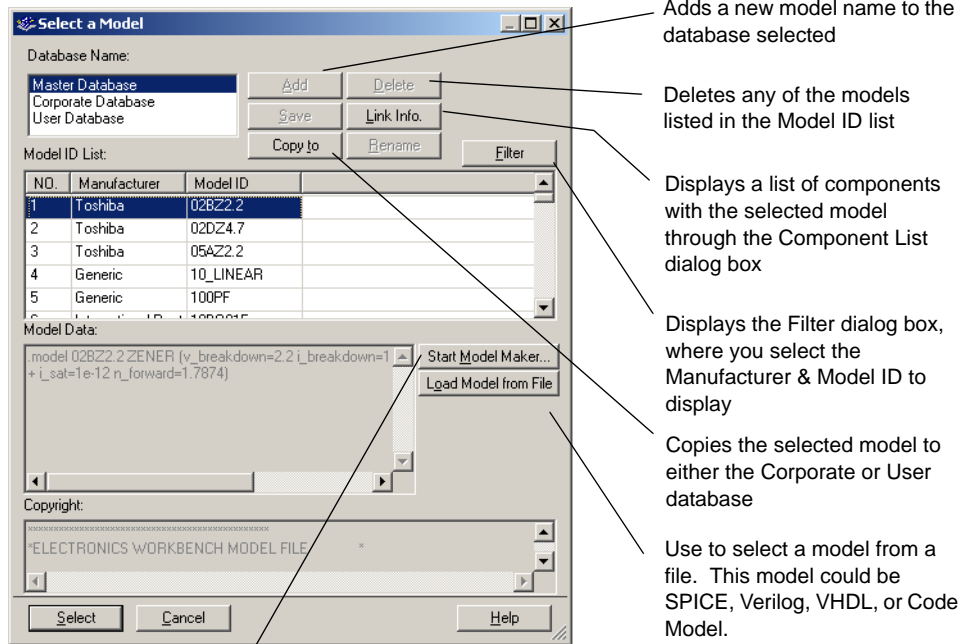 Select a Model
Database Name:
Master Database
Corporate Database
User Database
Add
Delete
Save
Link Info.
Copy to
Rename
Filter
Model ID List:
NO. Manufacturer Model ID
1 Toshiba 02BZ2.2
2 Toshiba 02DZ4.7
3 Toshiba 05AZ2.2
4 Generic 10_LINEAR
5 Generic 100PF
Model Data:
.model 02BZ2.2 ZENER (v_breakdown=2.2 i_breakdown=1
+ i_sat=1e-12 n_forward=1.7874)
Start Model Maker...
Load Model from File
Copyright:
*ELECTRONICS WORKBENCH MODEL FILE *
Select
Cancel
Help
Adds a new model name to the
database selected
Deletes any of the models
listed in the Model ID list
Displays a list of components
with the selected model
through the Component List
dialog box
Displays the Filter dialog box,
where you select the
Manufacturer & Model ID to
display
Copies the selected model to
either the Corporate or User
database
Use to select a model from a
file. This model could be
SPICE, Verilog, VHDL, or Code
Model.